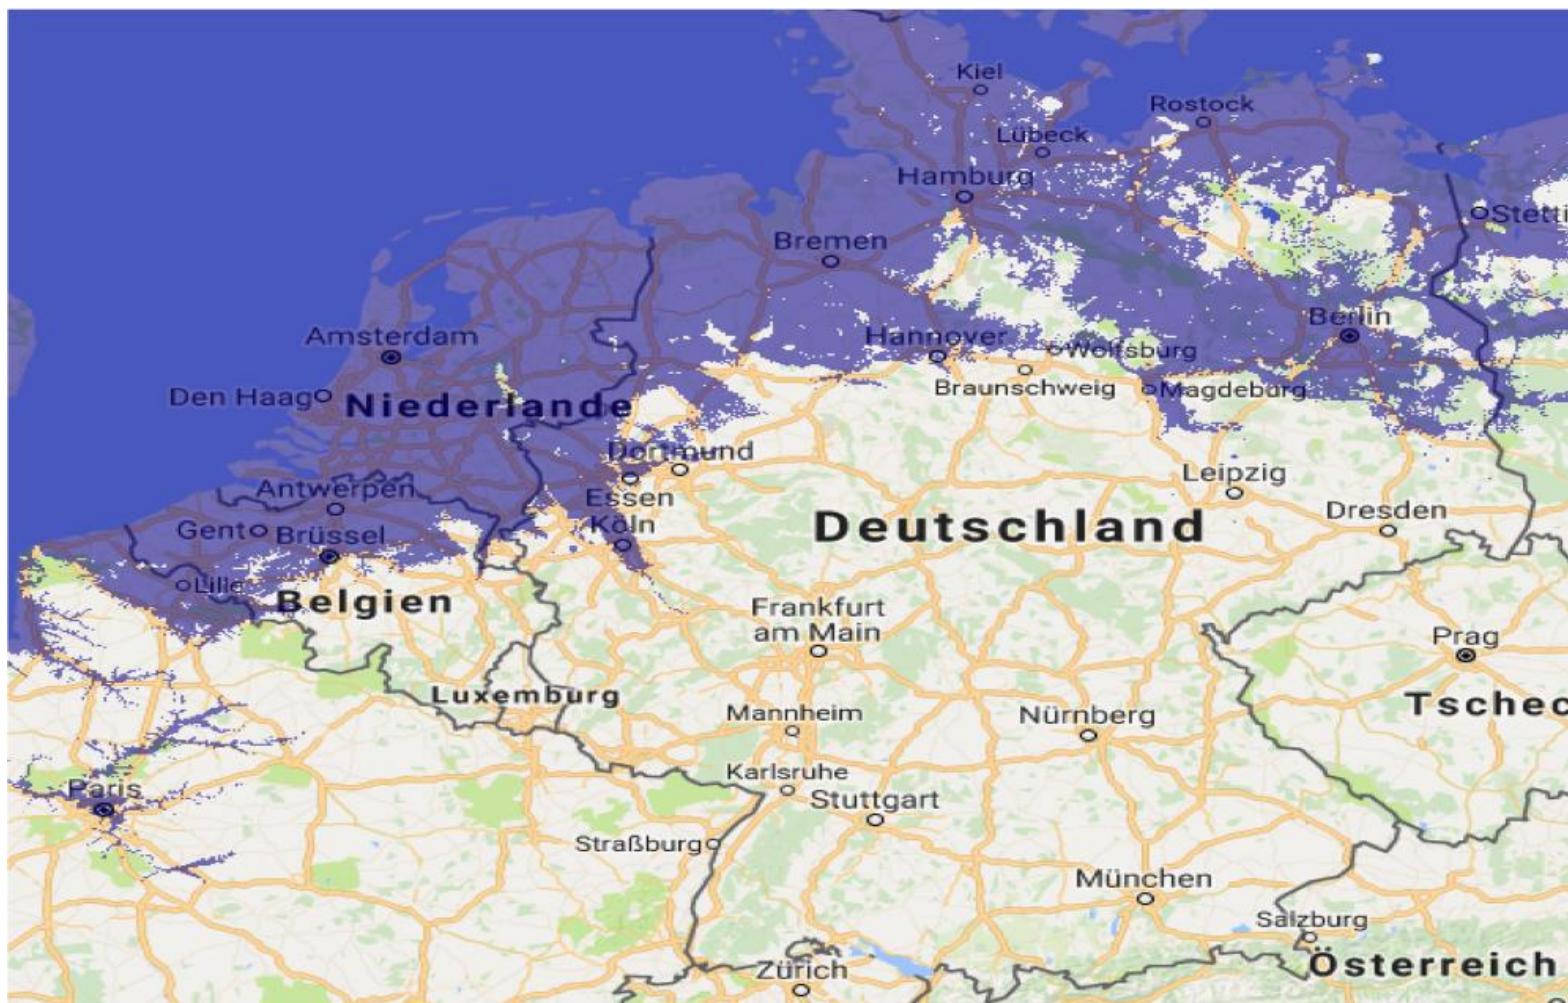 Kiel
Rostock
Lübeck
Hamburg
Stetti
Bremen
Berlin
Amsterdam
Hannover
Wolfsburg
Braunschweig
Magdeburg
Den Haag
Niederlande
Dortmund
Leipzig
Antwerpen
Essen
Gent
Brüssel
Köln
Deutschland
Dresden
Lille
Belgien
Frankfurt
am Main
Prag
Luxemburg
Mannheim
Nürnberg
Tschec
Karlsruhe
Paris
Stuttgart
Straßburg
München
Salzburg
Zürich
Österreich